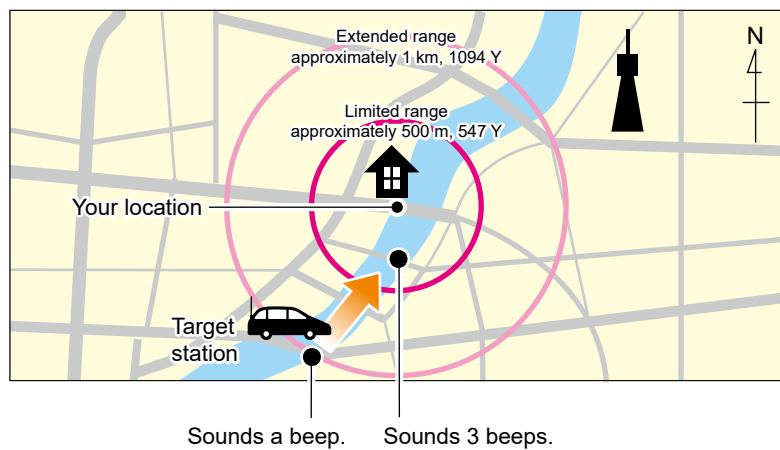 Extended range
approximately 1 km, 1094 Y
N
Limited range
approximately 500 m, 547 Y
Your location
Target
station
Sounds a beep.
Sounds 3 beeps.